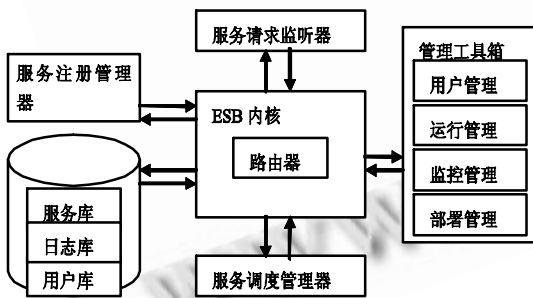 服务请求监听器
服务注册管理
器
ESB 内核
路由器
管理工具箱
用户管理
运行管理
监控管理
部署管理
服务库
日志库
用户库
服务调度管理器